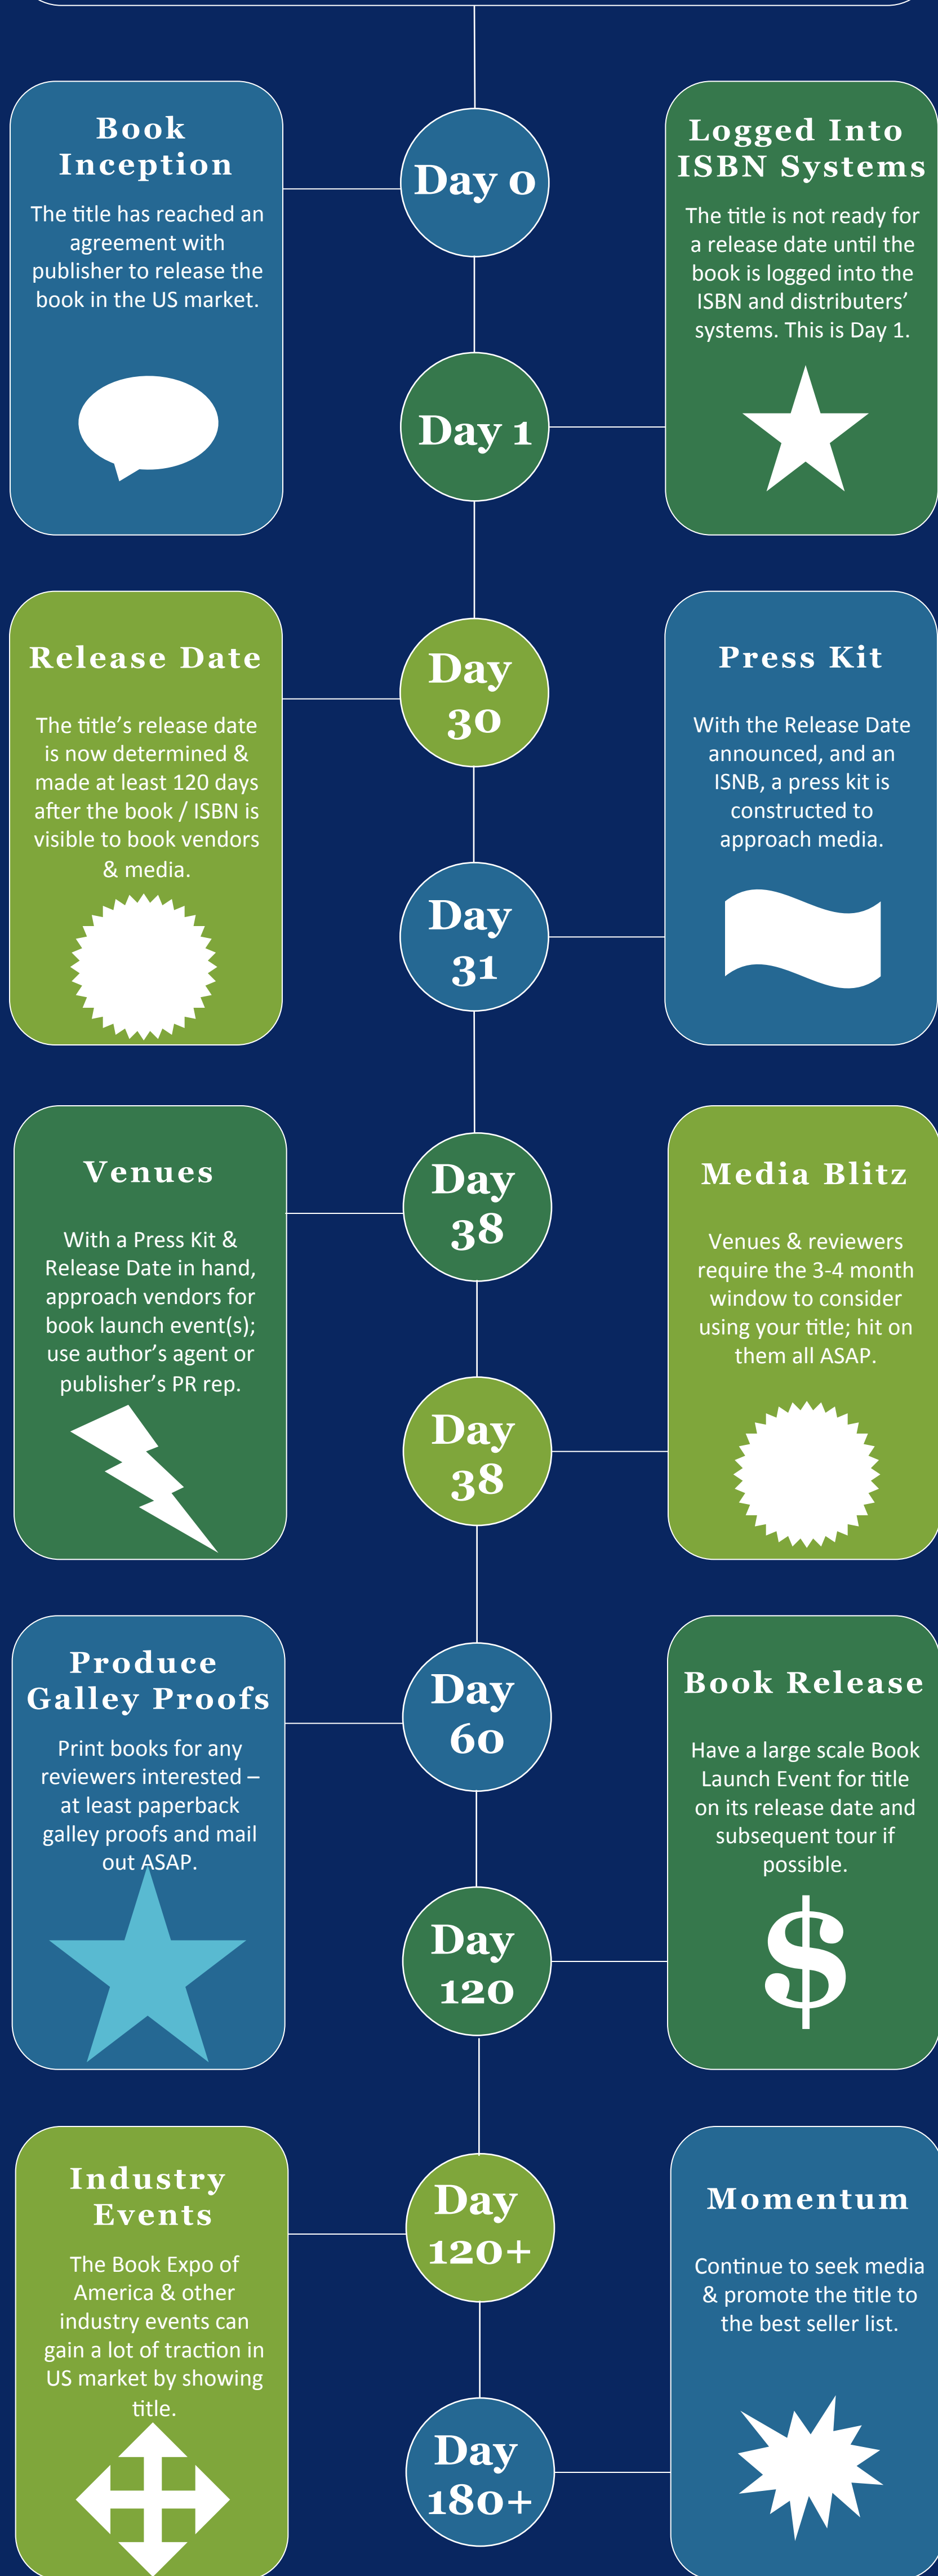 Book
Inception
The title has reached an
agreement with
publisher to release the
book in the US market.
Day 0
Logged Into
ISBN Systems
The title is not ready for
a release date until the
book is logged into the
ISBN and distributers’
systems. This is Day 1.
Day 1
Release Date
The title’s release date
is now determined &
made at least 120 days
after the book / ISBN is
visible to book vendors
& media.
Day
30
Press Kit
With the Release Date
announced, and an
ISNB, a press kit is
constructed to
approach media.
Day
31
Venues
With a Press Kit &
Release Date in hand,
approach vendors for
book launch event(s);
use author’s agent or
publisher’s PR rep.
Day
38
Media Blitz
Venues & reviewers
require the 3-4 month
window to consider
using your title; hit on
them all ASAP.
Day
38
Produce
Galley Proofs
Print books for any
reviewers interested –
at least paperback
galley proofs and mail
out ASAP.
Day
60
Book Release
Have a large scale Book
Launch Event for title
on its release date and
subsequent tour if
possible.
$
Day
120
Industry
Events
The Book Expo of
America & other
industry events can
gain a lot of traction in
US market by showing
title.
Day
120+
Momentum
Continue to seek media
& promote the title to
the best seller list.
Day
180+